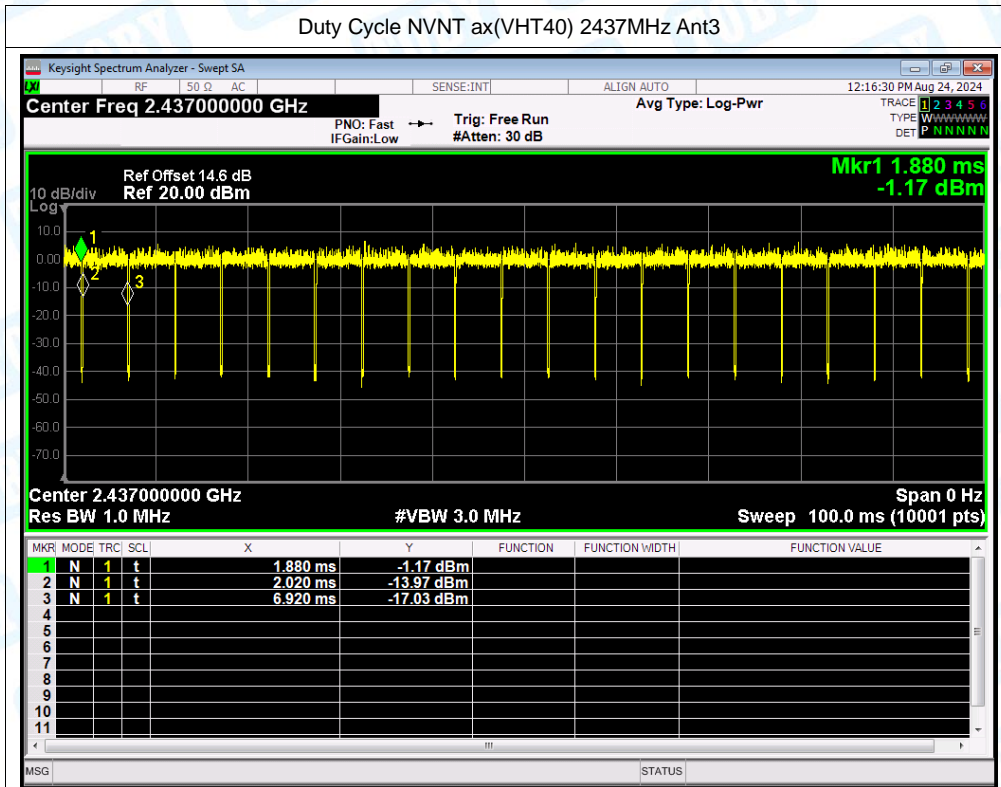 Duty Cycle NVNT ax(VHT40) 2437MHz Ant3
Keysight Spectrum Analyzer - Swept SA
LXI RF 50 Ω AC SENSE:INT ALIGN AUTO 12:16:30 PM Aug 24, 2024
Center Freq 2.437000000 GHz Avg Type: Log-Pwr TRACE 1 2 3 4 5 6
PNO: Fast Trig: Free Run TYPE WWWWWW
IFGain:Low #Atten: 30 dB DET P N N N N N
Mkr1 1.880 ms
-1.17 dBm
Ref Offset 14.6 dB
10 dB/div Ref 20.00 dBm
Log
10.0
0.00
-10.0
-20.0
-30.0
-40.0
-50.0
-60.0
-70.0
1
2
3
Center 2.437000000 GHz Span 0 Hz
Res BW 1.0 MHz #VBW 3.0 MHz Sweep 100.0 ms (10001 pts)
MKR MODE TRC SCL X Y FUNCTION FUNCTION WIDTH FUNCTION VALUE
1 N 1 t 1.880 ms -1.17 dBm
2 N 1 t 2.020 ms -13.97 dBm
3 N 1 t 6.920 ms -17.03 dBm
4
5
6
7
8
9
10
11
MSG STATUS